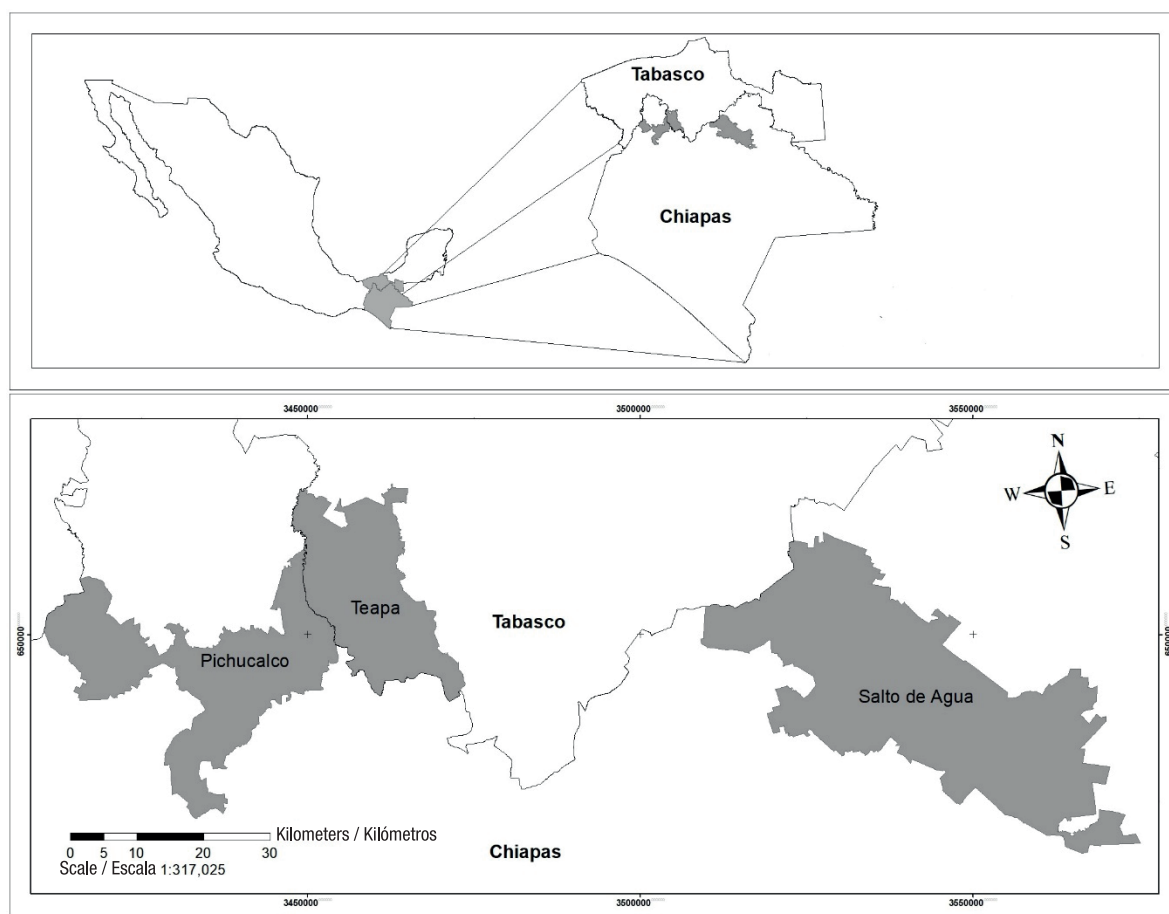 Tabasco
Chiapas
3450000
3500000
3550000
N
W E
S
Teapa
Tabasco
650000
650000
Pichucalco
Salto de Agua
Kilometers / Kilómetros
0 5 10 20 30
Scale / Escala 1:317,025
Chiapas
3450000
3500000
3550000